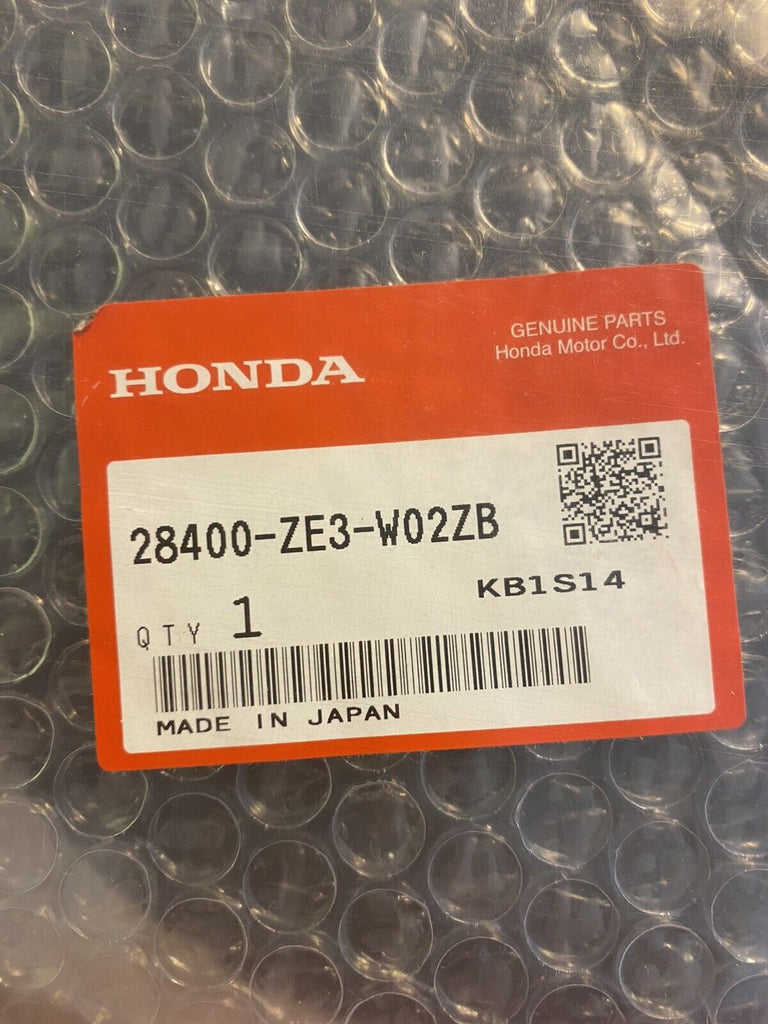 HONDA
GENUINE PARTS
Honda Motor Co., Ltd.
28400-ZE3-W02ZB
KB1S14
QTY 1
MADE IN JAPAN